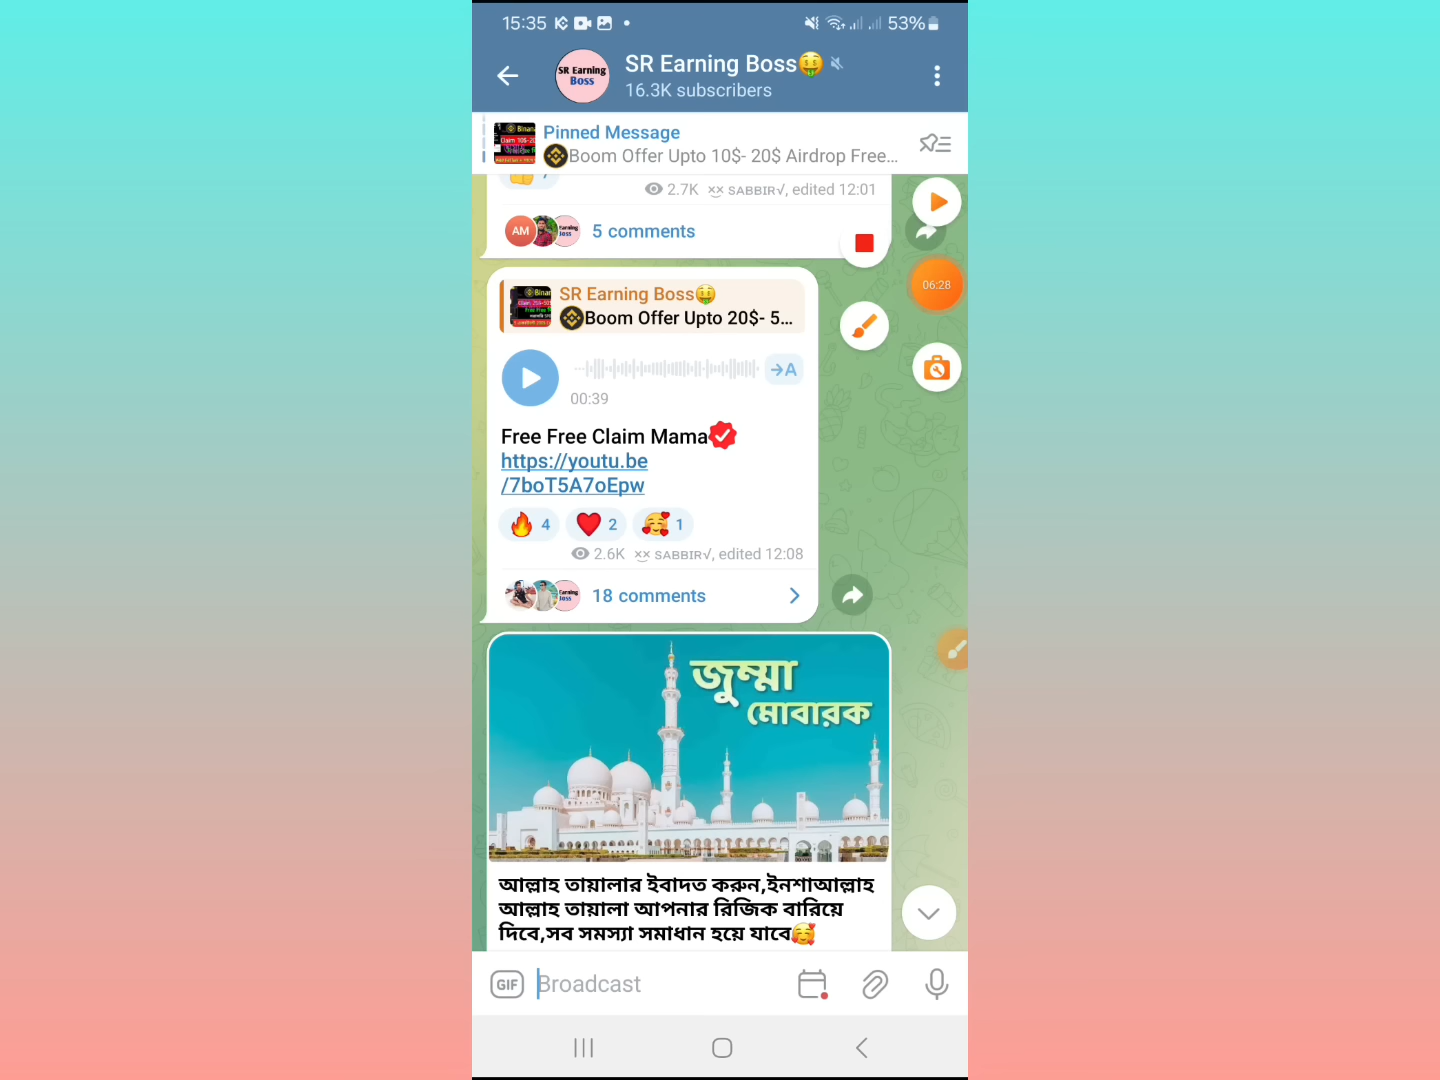 15:35
53%
SR Earning Boss
SR Earning Boss🤑
16.3K subscribers
Pinned Message
Boom Offer Upto 10$- 20$ Airdrop Free...
7
2.7K ×͜× sᴀʙʙɪʀ√, edited 12:01
AM
5 comments
06:28
SR Earning Boss🤑
Boom Offer Upto 20$- 5...
→A
00:39
Free Free Claim Mama
https://youtu.be
/7boT5A7oEpw
🔥 4 ❤️ 2 🥰 1
2.6K ×͜× sᴀʙʙɪʀ√, edited 12:08
18 comments
জুম্মা
মোবারক
আল্লাহ তায়ালার ইবাদত করুন,ইনশাআল্লাহ
আল্লাহ তায়ালা আপনার রিজিক বারিয়ে
দিবে,সব সমস্যা সমাধান হয়ে যাবে🥰
GIF
Broadcast